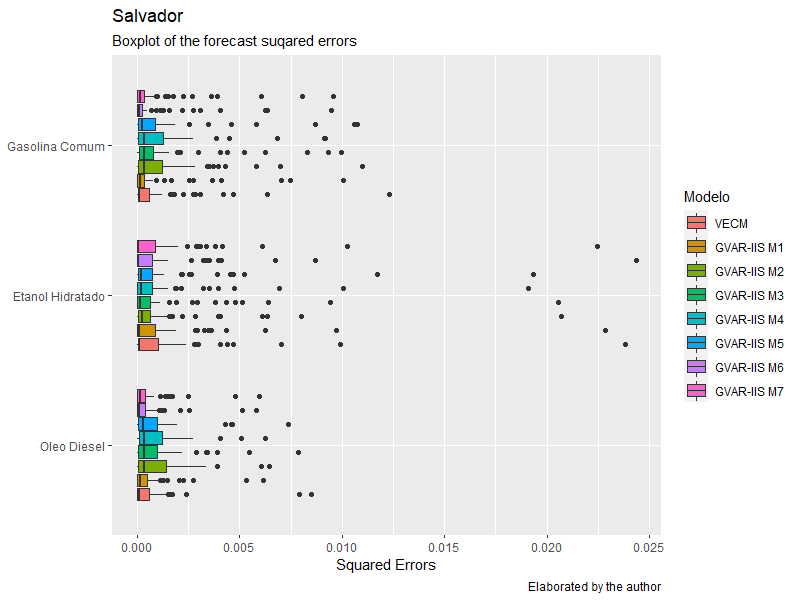 Salvador
Boxplot of the forecast suqared errors
Gasolina Comum
Etanol Hidratado
Oleo Diesel
0.000
0.005
0.010
0.015
0.020
0.025
Squared Errors
Elaborated by the author
Modelo
VECM
GVAR-IIS M1
GVAR-IIS M2
GVAR-IIS M3
GVAR-IIS M4
GVAR-IIS M5
GVAR-IIS M6
GVAR-IIS M7